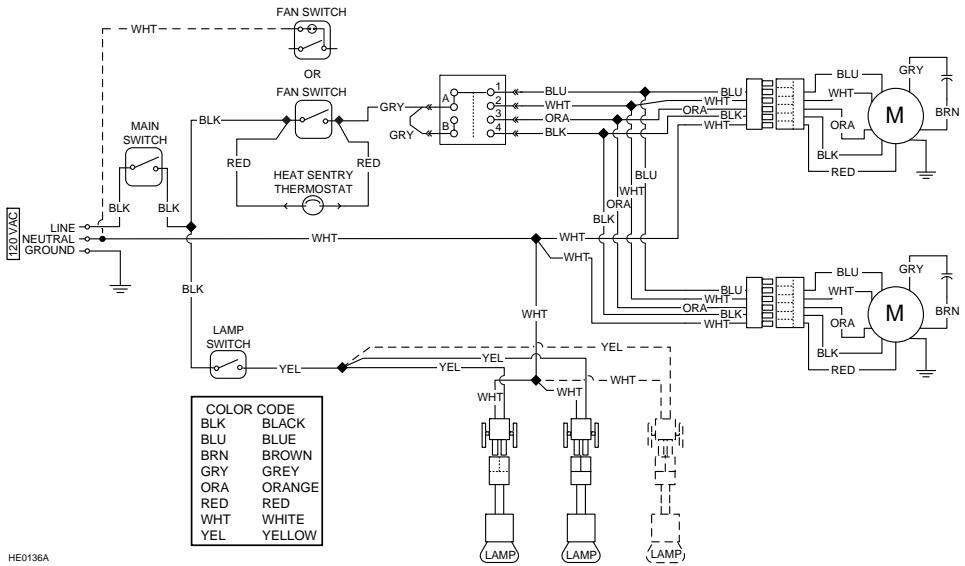 FAN SWITCH
WHT
OR
FAN SWITCH
BLK
RED
RED
HEAT SENTRY
THERMOSTAT
GRY
GRY
A
B
1
2
3
4
BLU
WHT
ORA
BLK
BLU
WHT
ORA
BLK
WHT
BLU
WHT
ORA
BLK
RED
M
GRY
BRN
MAIN
SWITCH
BLK
BLK
120 VAC
LINE
NEUTRAL
GROUND
WHT
BLU
WHT
ORA
BLK
WHT
WHT
BLU
WHT
ORA
BLK
WHT
BLU
WHT
ORA
BLK
RED
M
GRY
BRN
BLK
WHT
LAMP
SWITCH
YEL
YEL
YEL
YEL
WHT
WHT
WHT
LAMP
LAMP
LAMP
COLOR CODE
BLK BLACK
BLU BLUE
BRN BROWN
GRY GREY
ORA ORANGE
RED RED
WHT WHITE
YEL YELLOW
HE0136A